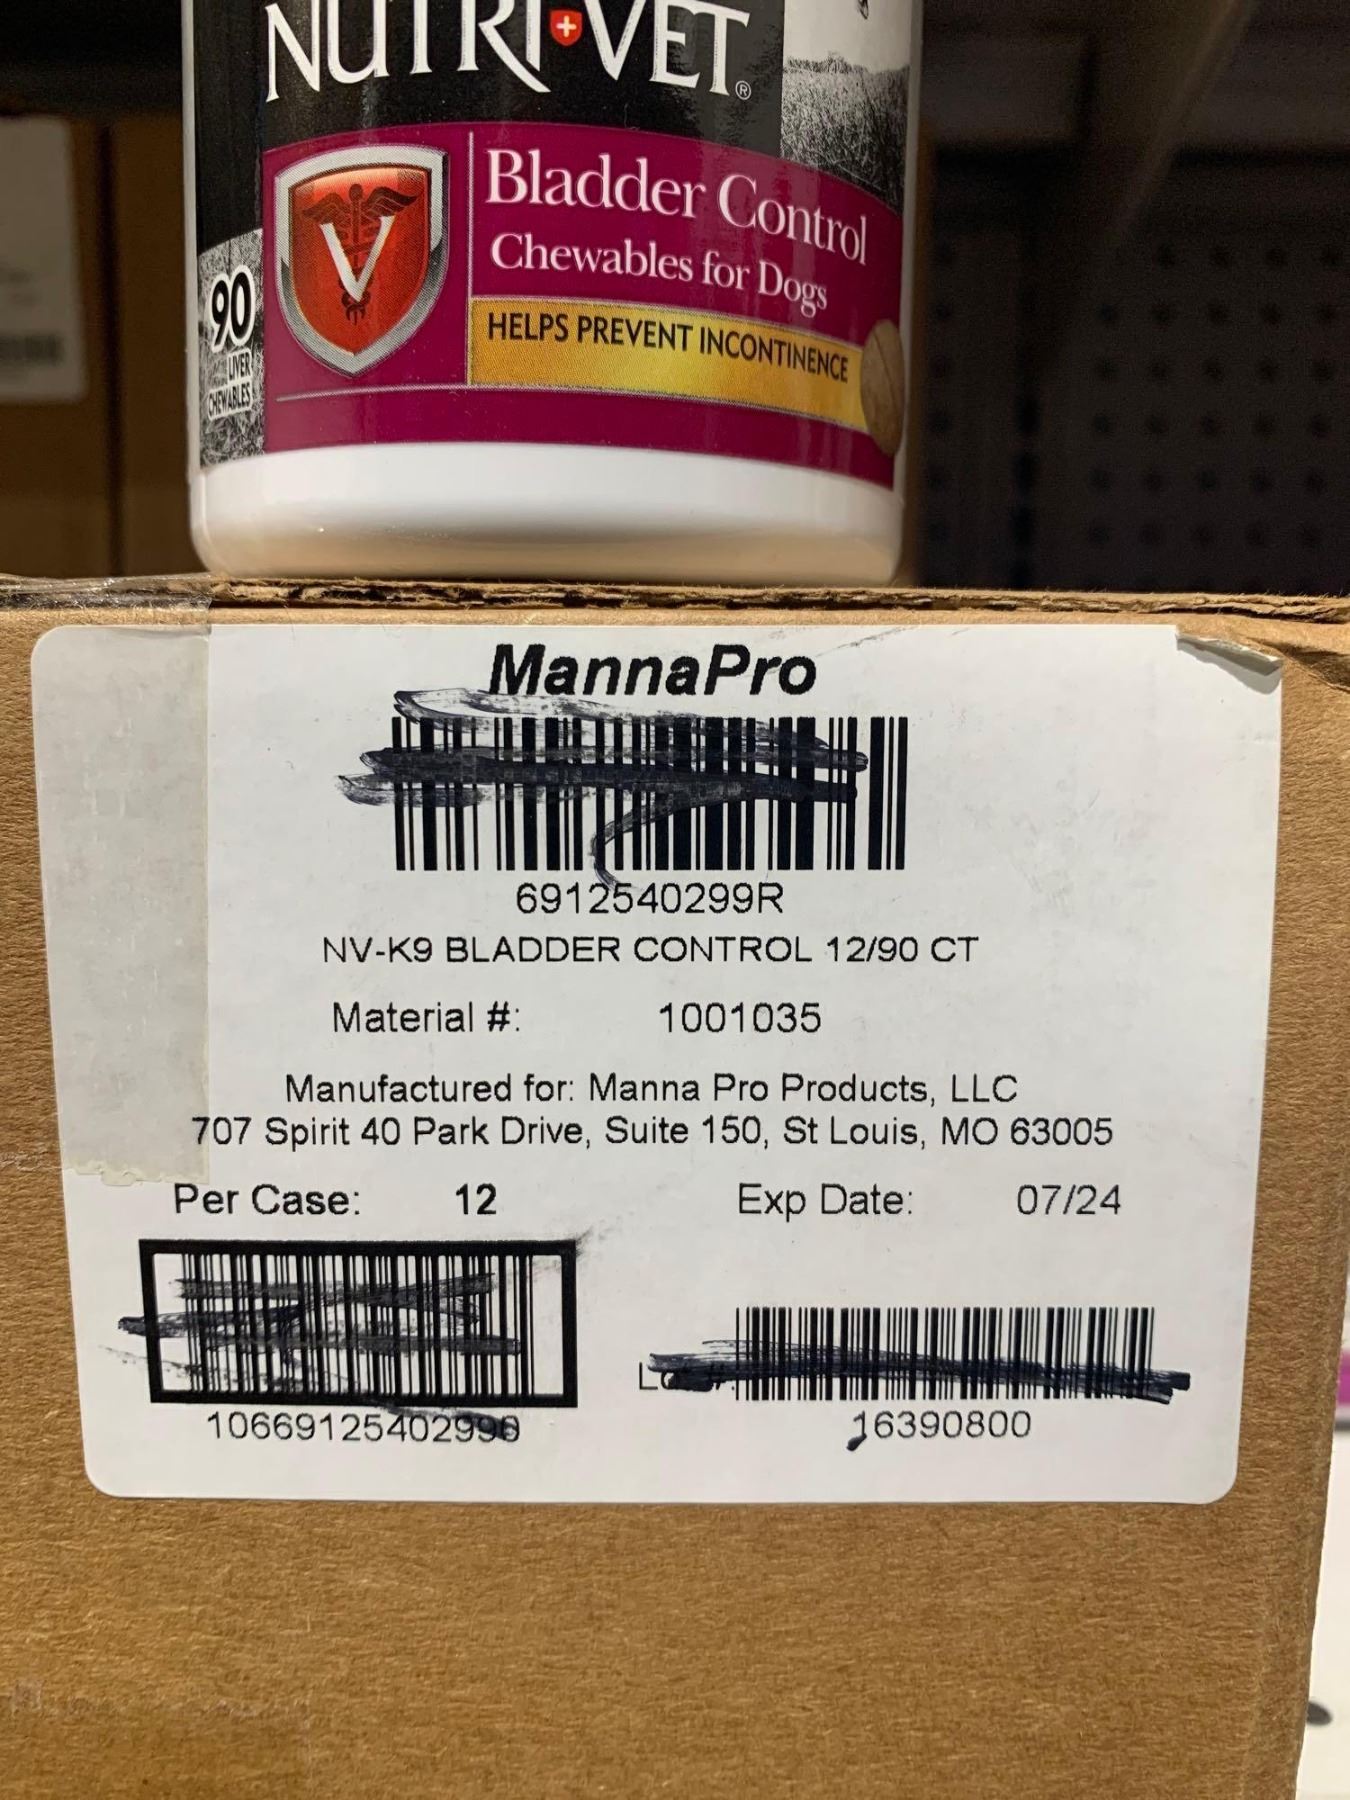 NUTRI+VET®
V
Bladder Control
Chewables for Dogs
HELPS PREVENT INCONTINENCE
90
LIVER
CHEWABLES
MannaPro
6912540299R
NV-K9 BLADDER CONTROL 12/90 CT
Material #: 1001035
Manufactured for: Manna Pro Products, LLC
707 Spirit 40 Park Drive, Suite 150, St Louis, MO 63005
Per Case: 12 Exp Date: 07/24
16390800